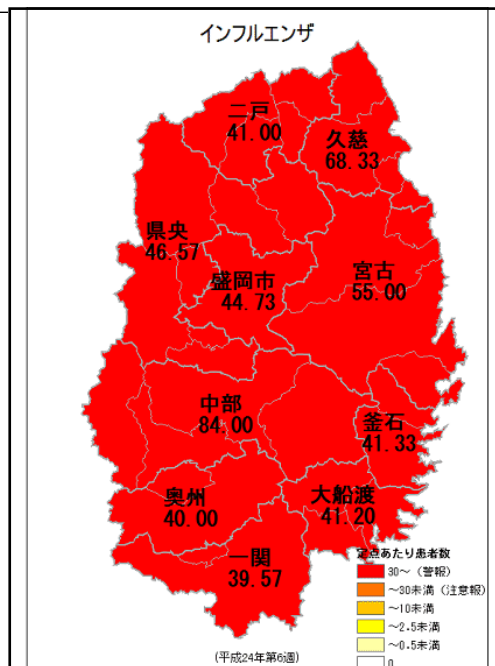 インフルエンザ
二戸
41.00
久慈
68.33
県央
46.57
盛岡市
44.73
宮古
55.00
中部
84.00
釜石
41.33
奥州
40.00
大船渡
41.20
一関
39.57
定点あたり患者数
30～（警報）
～30未満（注意報）
～10未満
～2.5未満
～0.5未満
0
(平成24年第6週)